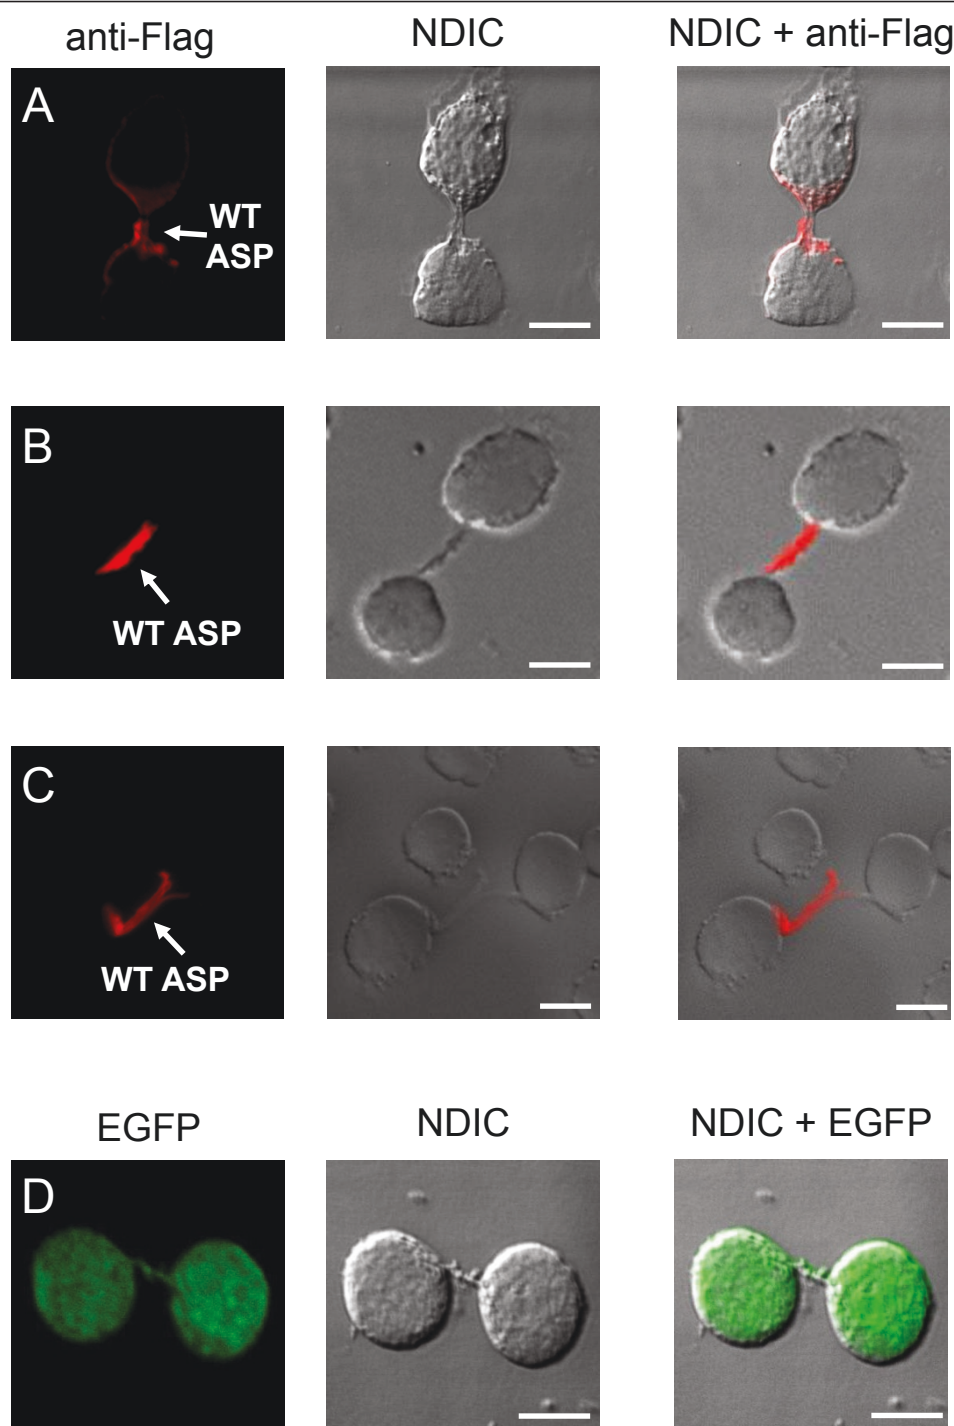 anti-Flag NDIC NDIC + anti-Flag
A
WT
ASP
B
WT ASP
C
WT ASP
EGFP NDIC NDIC + EGFP
D